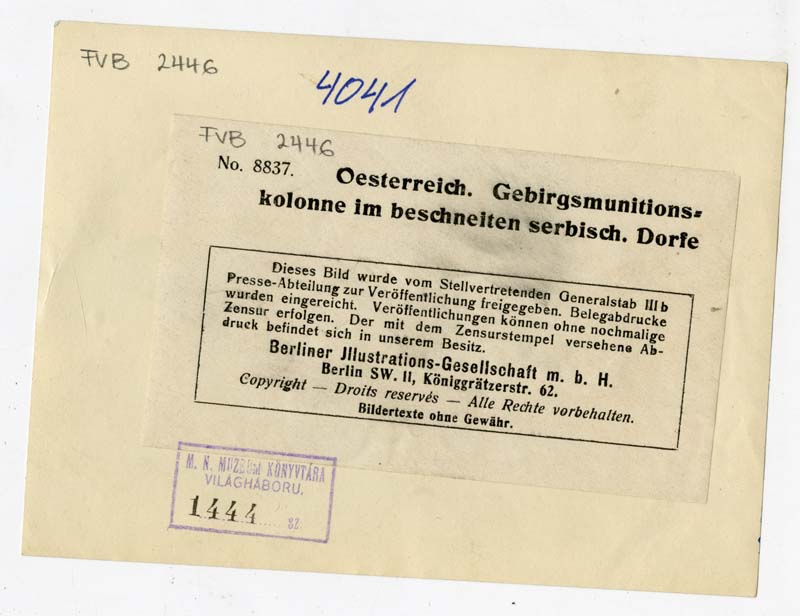 FVB 2446
4041
FVB 2446
No. 8837.
Oesterreich. Gebirgsmunitions=
kolonne im beschneiten serbisch. Dorfe
Dieses Bild wurde vom Stellvertretenden Generalstab III b
Presse-Abteilung zur Veröffentlichung freigegeben. Belegabdrucke
wurden eingereicht. Veröffentlichungen können ohne nochmalige
Zensur erfolgen. Der mit dem Zensurstempel versehene Ab-
druck befindet sich in unserem Besitz.
Berliner Jllustrations-Gesellschaft m. b. H.
Berlin SW. 11, Königgrätzerstr. 62.
Copyright — Droits reservés — Alle Rechte vorbehalten.
Bildertexte ohne Gewähr.
M. N. MUZEUM KÖNYVTÁRA
VILÁGHÁBORU.
1444 82